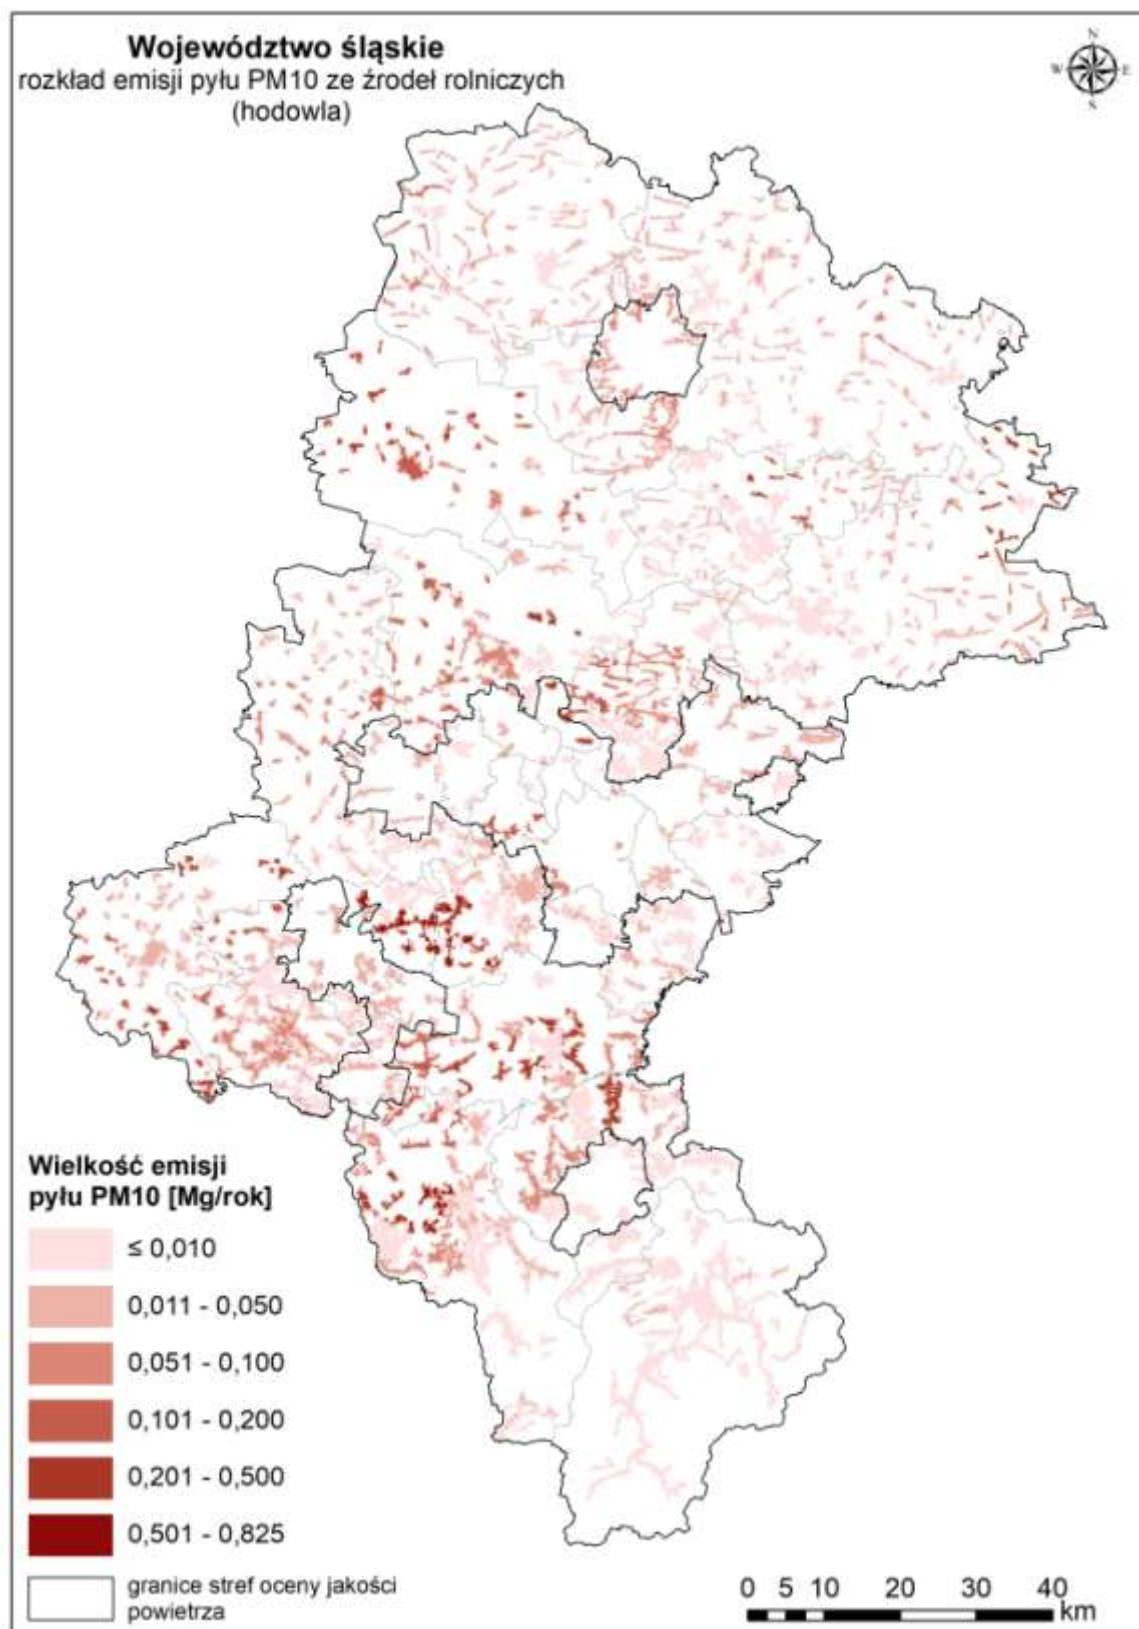 Województwo śląskie
rozkład emisji pyłu PM10 ze źrodeł rolniczych
(hodowla)
N
W E
S
Wielkość emisji
pyłu PM10 [Mg/rok]
≤ 0,010
0,011 - 0,050
0,051 - 0,100
0,101 - 0,200
0,201 - 0,500
0,501 - 0,825
granice stref oceny jakości
powietrza
0 5 10 20 30 40
km